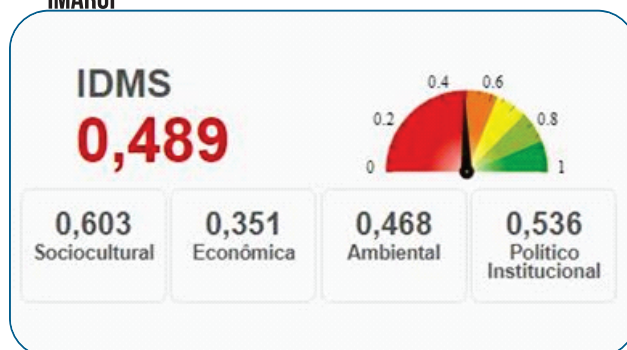 IMARUÍ
IDMS
0,489
0
0.2
0.4
0.6
0.8
1
0,603
Sociocultural
0,351
Econômica
0,468
Ambiental
0,536
Político
Institucional